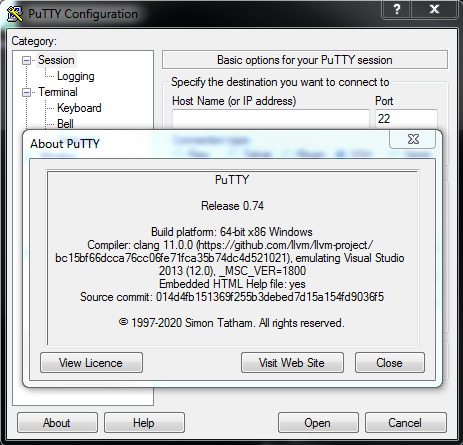 PuTTY Configuration
Category:
Session
Logging
Terminal
Keyboard
Bell
Basic options for your PuTTY session
Specify the destination you want to connect to
Host Name (or IP address)
Port
22
About PuTTY
PuTTY
Release 0.74
Build platform: 64-bit x86 Windows
Compiler: clang 11.0.0 (https://github.com/llvm/llvm-project/
bc15bf66dcca76cc06fe71fca35b74dc4d521021), emulating Visual Studio
2013 (12.0), _MSC_VER=1800
Embedded HTML Help file: yes
Source commit: 014d4fb151369f255b3debed7d15a154fd9036f5
© 1997-2020 Simon Tatham. All rights reserved.
View Licence
Visit Web Site
Close
About
Help
Open
Cancel